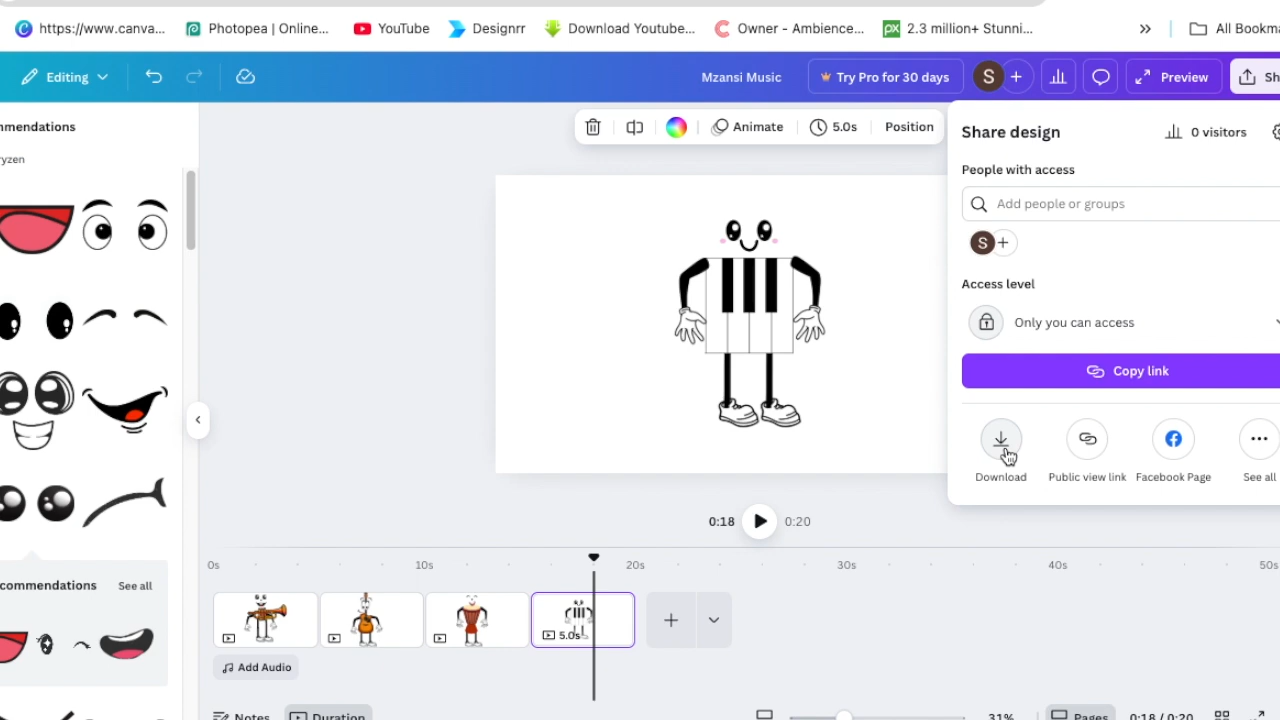 https://www.canva...
Photopea | Online...
YouTube
Designrr
Download Youtube...
Owner - Ambience...
2.3 million+ Stunni...
»
All Bookma
Editing
Mzansi Music
Try Pro for 30 days
S
+
Preview
Sh
mmendations
Animate
5.0s
Position
Share design
0 visitors
ryzen
People with access
Add people or groups
S
+
Access level
Only you can access
Copy link
Download
Public view link
Facebook Page
See all
0:18
0:20
0s
10s
20s
30s
40s
50s
commendations
See all
5.0s
Add Audio
Notes
Duration
31%
Pages
0:18 / 0:20